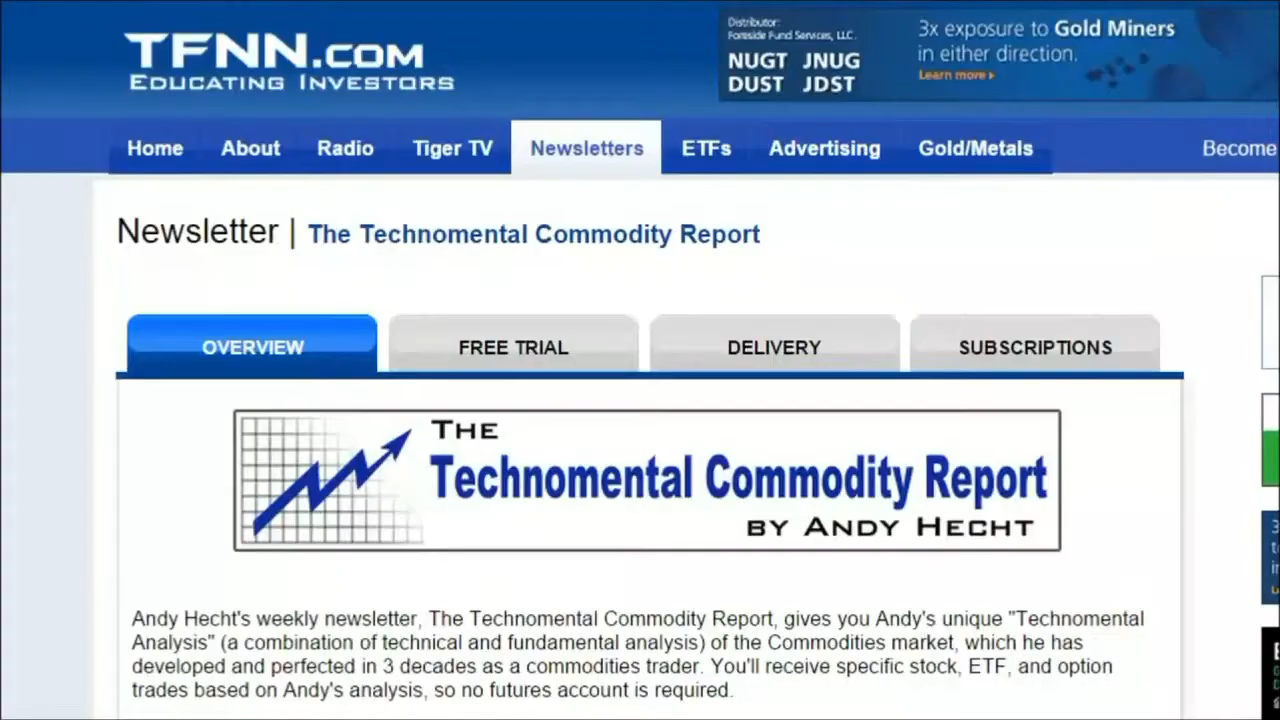 TFNN.COM
EDUCATING INVESTORS
Distributor:
Foreside Fund Services, LLC.
NUGT JNUG
DUST JDST
3x exposure to Gold Miners
in either direction.
Learn more
Home About Radio Tiger TV Newsletters ETFs Advertising Gold/Metals Become
Newsletter | The Technomental Commodity Report
OVERVIEW FREE TRIAL DELIVERY SUBSCRIPTIONS
THE
Technomental Commodity Report
BY ANDY HECHT
Andy Hecht's weekly newsletter, The Technomental Commodity Report, gives you Andy's unique "Technomental
Analysis" (a combination of technical and fundamental analysis) of the Commodities market, which he has
developed and perfected in 3 decades as a commodities trader. You'll receive specific stock, ETF, and option
trades based on Andy's analysis, so no futures account is required.